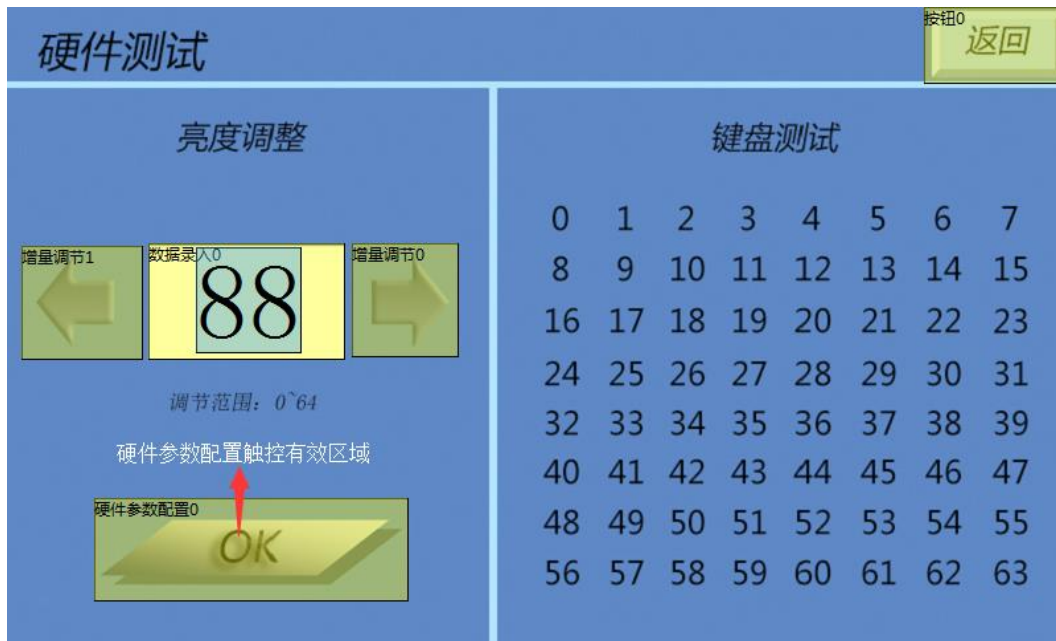 硬件测试
按钮0
返回
亮度调整
键盘测试
增量调节1
数据录入0
88
增量调节0
调节范围：0~64
硬件参数配置触控有效区域
硬件参数配置0
OK
0 1 2 3 4 5 6 7
8 9 10 11 12 13 14 15
16 17 18 19 20 21 22 23
24 25 26 27 28 29 30 31
32 33 34 35 36 37 38 39
40 41 42 43 44 45 46 47
48 49 50 51 52 53 54 55
56 57 58 59 60 61 62 63